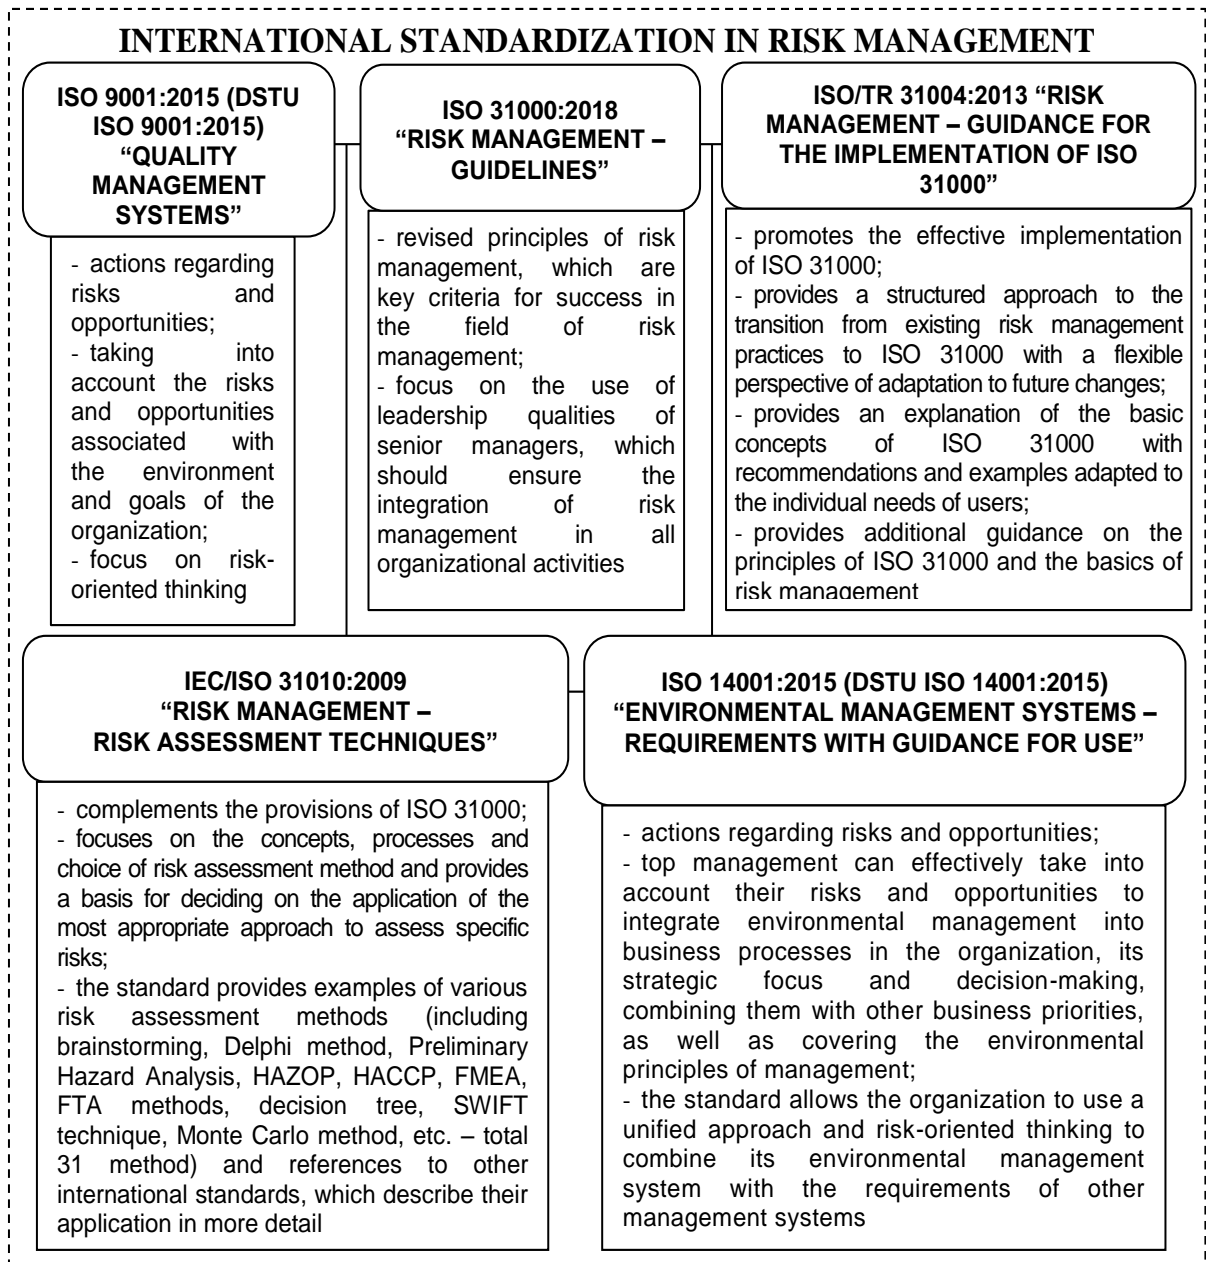 INTERNATIONAL STANDARDIZATION IN RISK MANAGEMENT
ISO 9001:2015 (DSTU
ISO 9001:2015)
“QUALITY
MANAGEMENT
SYSTEMS”
- actions regarding
risks and
opportunities;
- taking into
account the risks
and opportunities
associated with
the environment
and goals of the
organization;
- focus on risk-
oriented thinking
ISO 31000:2018
“RISK MANAGEMENT –
GUIDELINES”
- revised principles of risk
management, which are
key criteria for success in
the field of risk
management;
- focus on the use of
leadership qualities of
senior managers, which
should ensure the
integration of risk
management in all
organizational activities
ISO/TR 31004:2013 “RISK
MANAGEMENT – GUIDANCE FOR
THE IMPLEMENTATION OF ISO
31000”
- promotes the effective implementation
of ISO 31000;
- provides a structured approach to the
transition from existing risk management
practices to ISO 31000 with a flexible
perspective of adaptation to future changes;
- provides an explanation of the basic
concepts of ISO 31000 with
recommendations and examples adapted to
the individual needs of users;
- provides additional guidance on the
principles of ISO 31000 and the basics of
risk management
IEC/ISO 31010:2009
“RISK MANAGEMENT –
RISK ASSESSMENT TECHNIQUES”
- complements the provisions of ISO 31000;
- focuses on the concepts, processes and
choice of risk assessment method and provides
a basis for deciding on the application of the
most appropriate approach to assess specific
risks;
- the standard provides examples of various
risk assessment methods (including
brainstorming, Delphi method, Preliminary
Hazard Analysis, HAZOP, HACCP, FMEA,
FTA methods, decision tree, SWIFT
technique, Monte Carlo method, etc. – total
31 method) and references to other
international standards, which describe their
application in more detail
ISO 14001:2015 (DSTU ISO 14001:2015)
“ENVIRONMENTAL MANAGEMENT SYSTEMS –
REQUIREMENTS WITH GUIDANCE FOR USE”
- actions regarding risks and opportunities;
- top management can effectively take into
account their risks and opportunities to
integrate environmental management into
business processes in the organization, its
strategic focus and decision-making,
combining them with other business priorities,
as well as covering the environmental
principles of management;
- the standard allows the organization to use a
unified approach and risk-oriented thinking to
combine its environmental management
system with the requirements of other
management systems